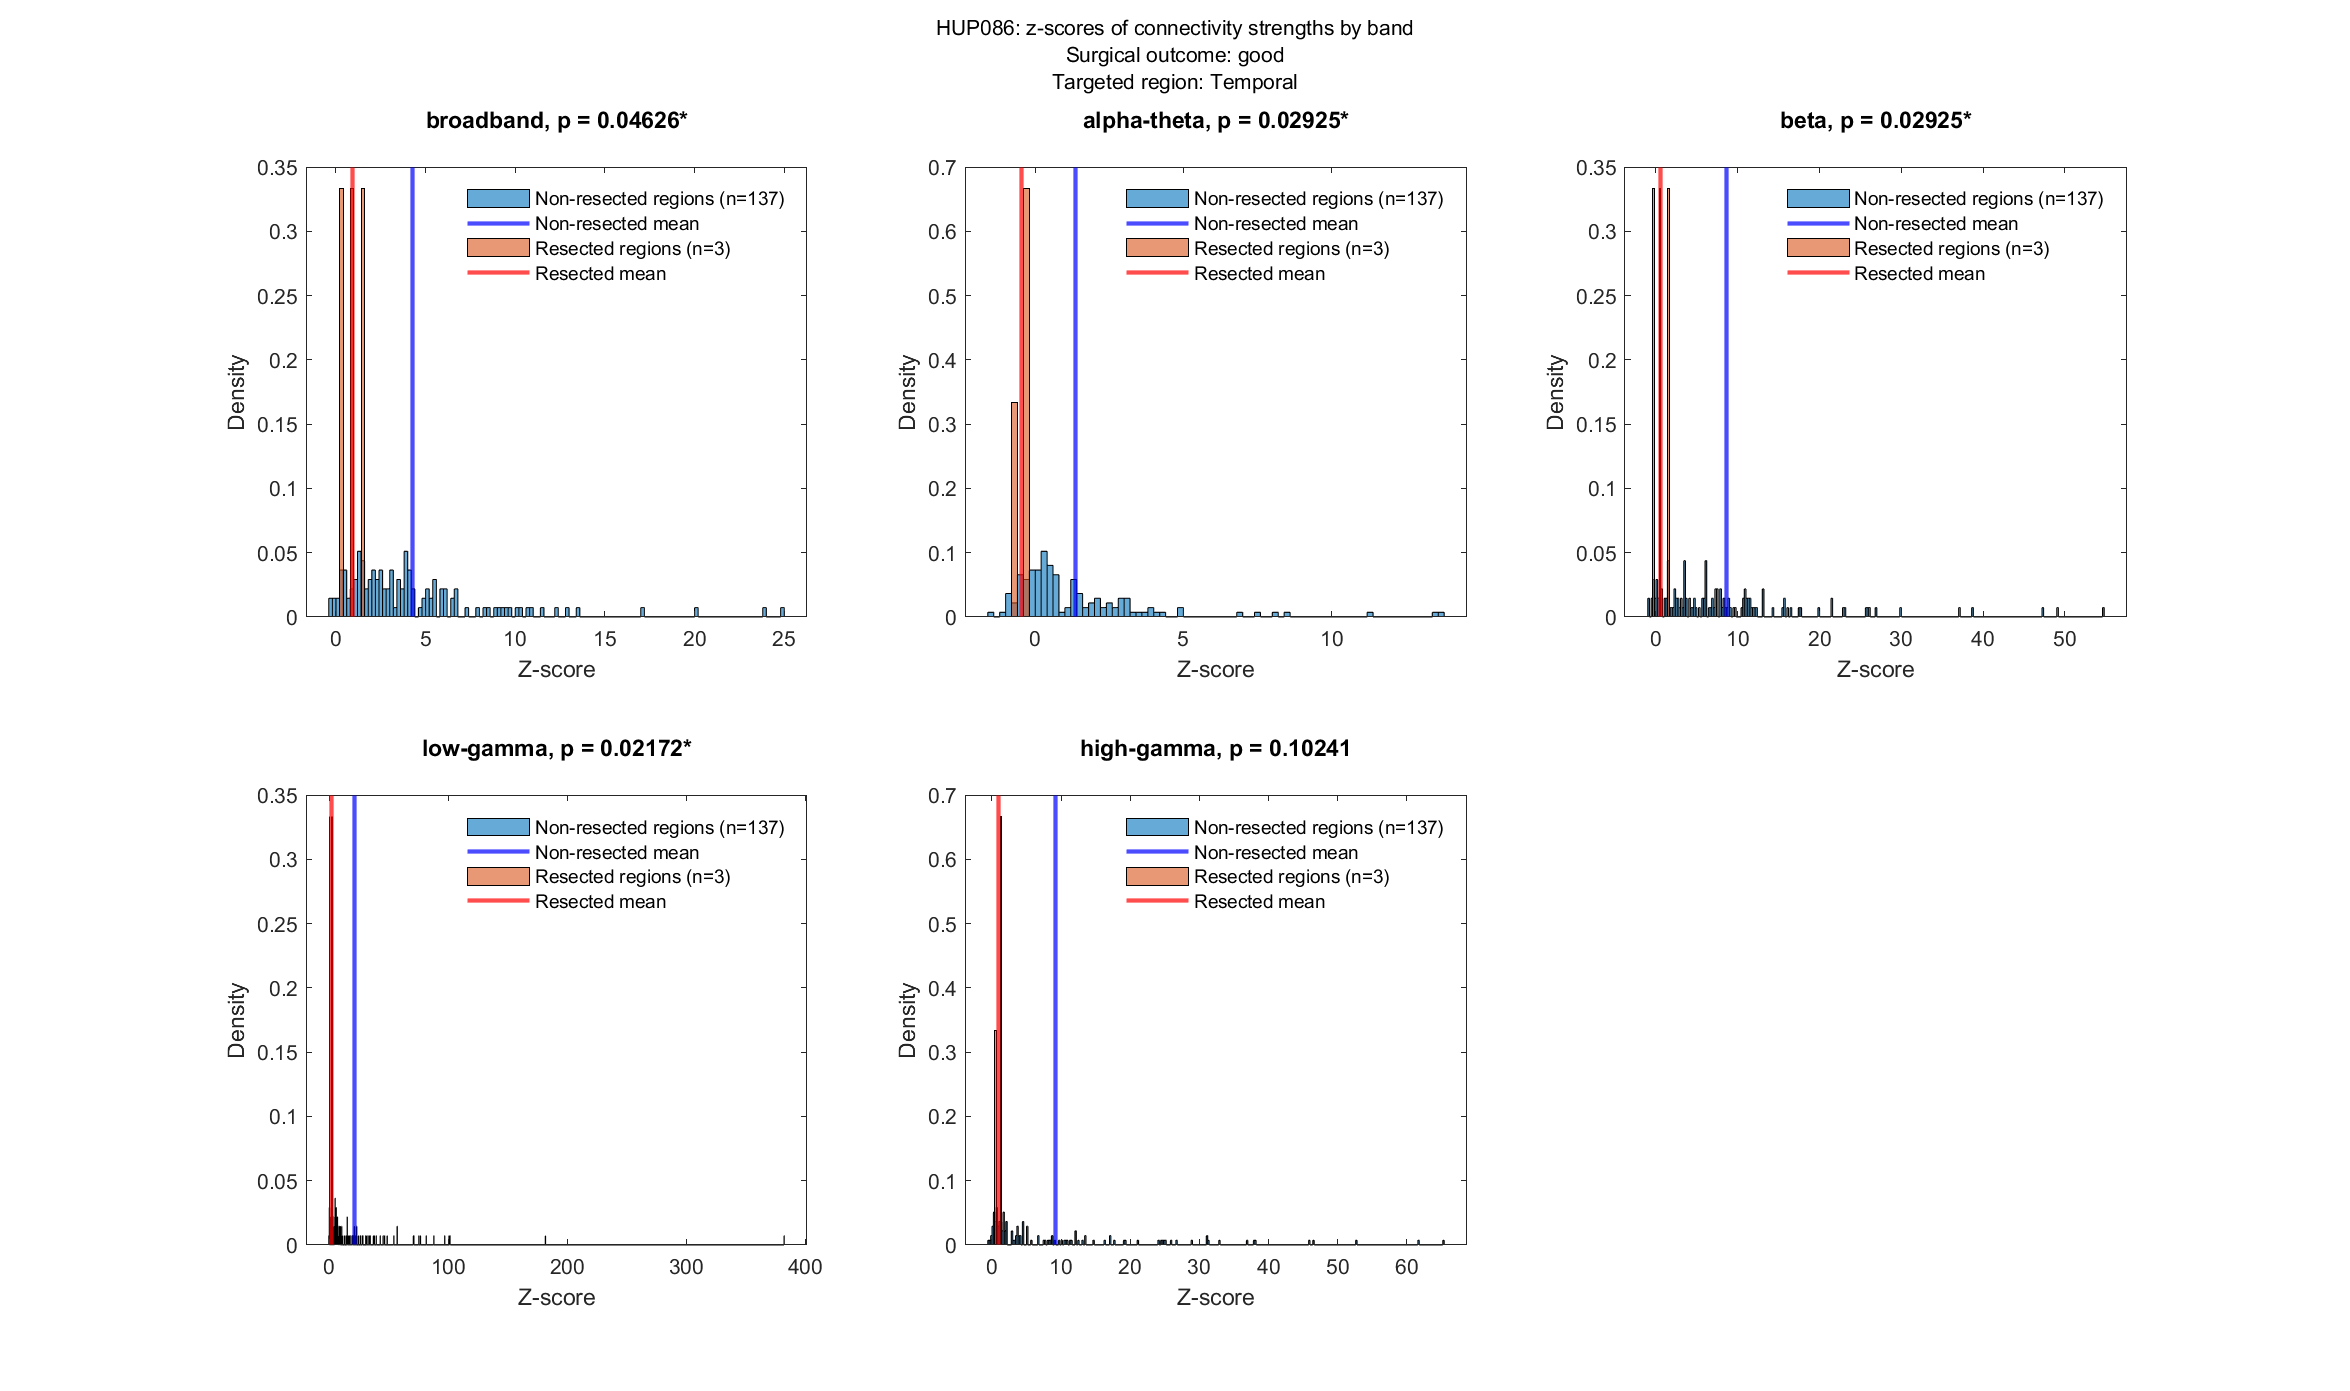 HUP086: z-scores of connectivity strengths by band
Surgical outcome: good
Targeted region: Temporal
broadband, p = 0.04626*
0.35
0.3
0.25
0.2
0.15
0.1
0.05
0
Density
0 5 10 15 20 25
Z-score
Non-resected regions (n=137)
Non-resected mean
Resected regions (n=3)
Resected mean
alpha-theta, p = 0.02925*
0.7
0.6
0.5
0.4
0.3
0.2
0.1
0
Density
0 5 10
Z-score
Non-resected regions (n=137)
Non-resected mean
Resected regions (n=3)
Resected mean
beta, p = 0.02925*
0.35
0.3
0.25
0.2
0.15
0.1
0.05
0
Density
0 10 20 30 40 50
Z-score
Non-resected regions (n=137)
Non-resected mean
Resected regions (n=3)
Resected mean
low-gamma, p = 0.02172*
0.35
0.3
0.25
0.2
0.15
0.1
0.05
0
Density
0 100 200 300 400
Z-score
Non-resected regions (n=137)
Non-resected mean
Resected regions (n=3)
Resected mean
high-gamma, p = 0.10241
0.7
0.6
0.5
0.4
0.3
0.2
0.1
0
Density
0 10 20 30 40 50 60
Z-score
Non-resected regions (n=137)
Non-resected mean
Resected regions (n=3)
Resected mean